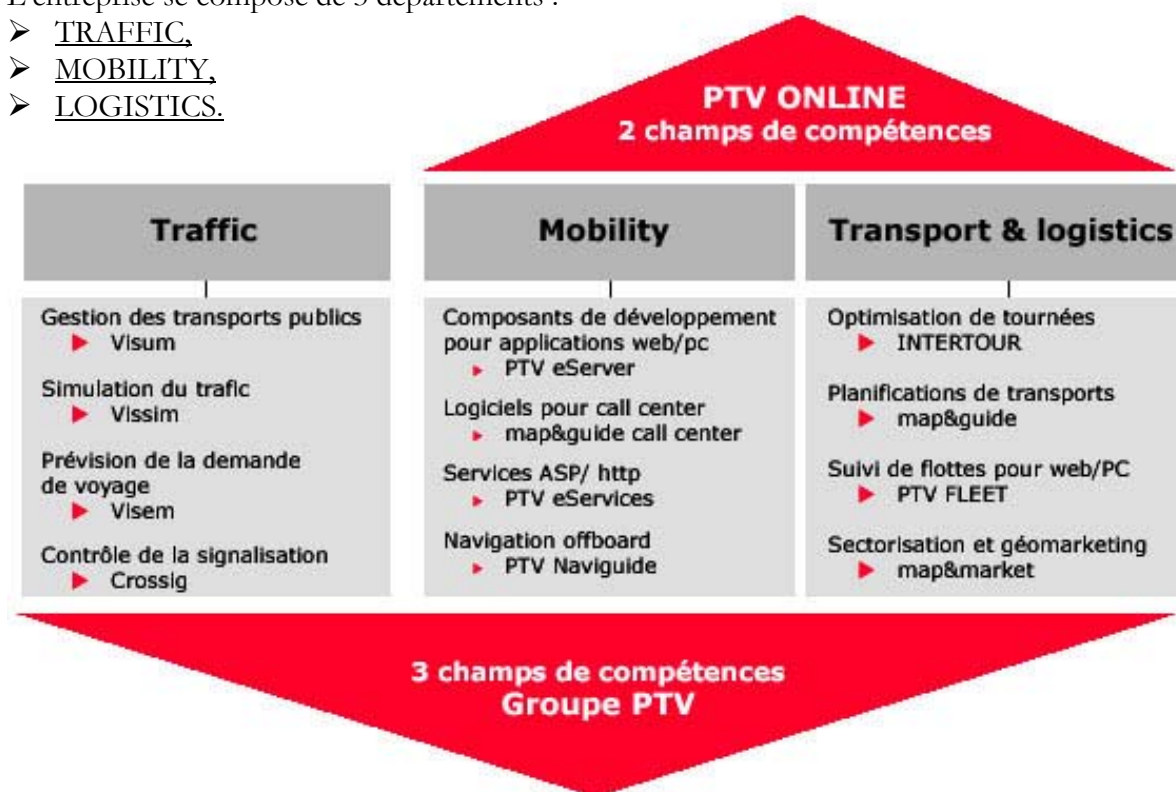 L'entreprise se compose de 3 départements :
➤ TRAFFIC,
➤ MOBILITY,
➤ LOGISTICS.
PTV ONLINE
2 champs de compétences
Traffic
Gestion des transports publics
Visum
Simulation du trafic
Vissim
Prévision de la demande
de voyage
Visem
Contrôle de la signalisation
Crossig
Mobility
Composants de développement
pour applications web/pc
PTV eServer
Logiciels pour call center
map&guide call center
Services ASP/ http
PTV eServices
Navigation offboard
PTV Naviguide
Transport & logistics
Optimisation de tournées
INTERTOUR
Planifications de transports
map&guide
Suivi de flottes pour web/PC
PTV FLEET
Sectorisation et géomarketing
map&market
3 champs de compétences
Groupe PTV